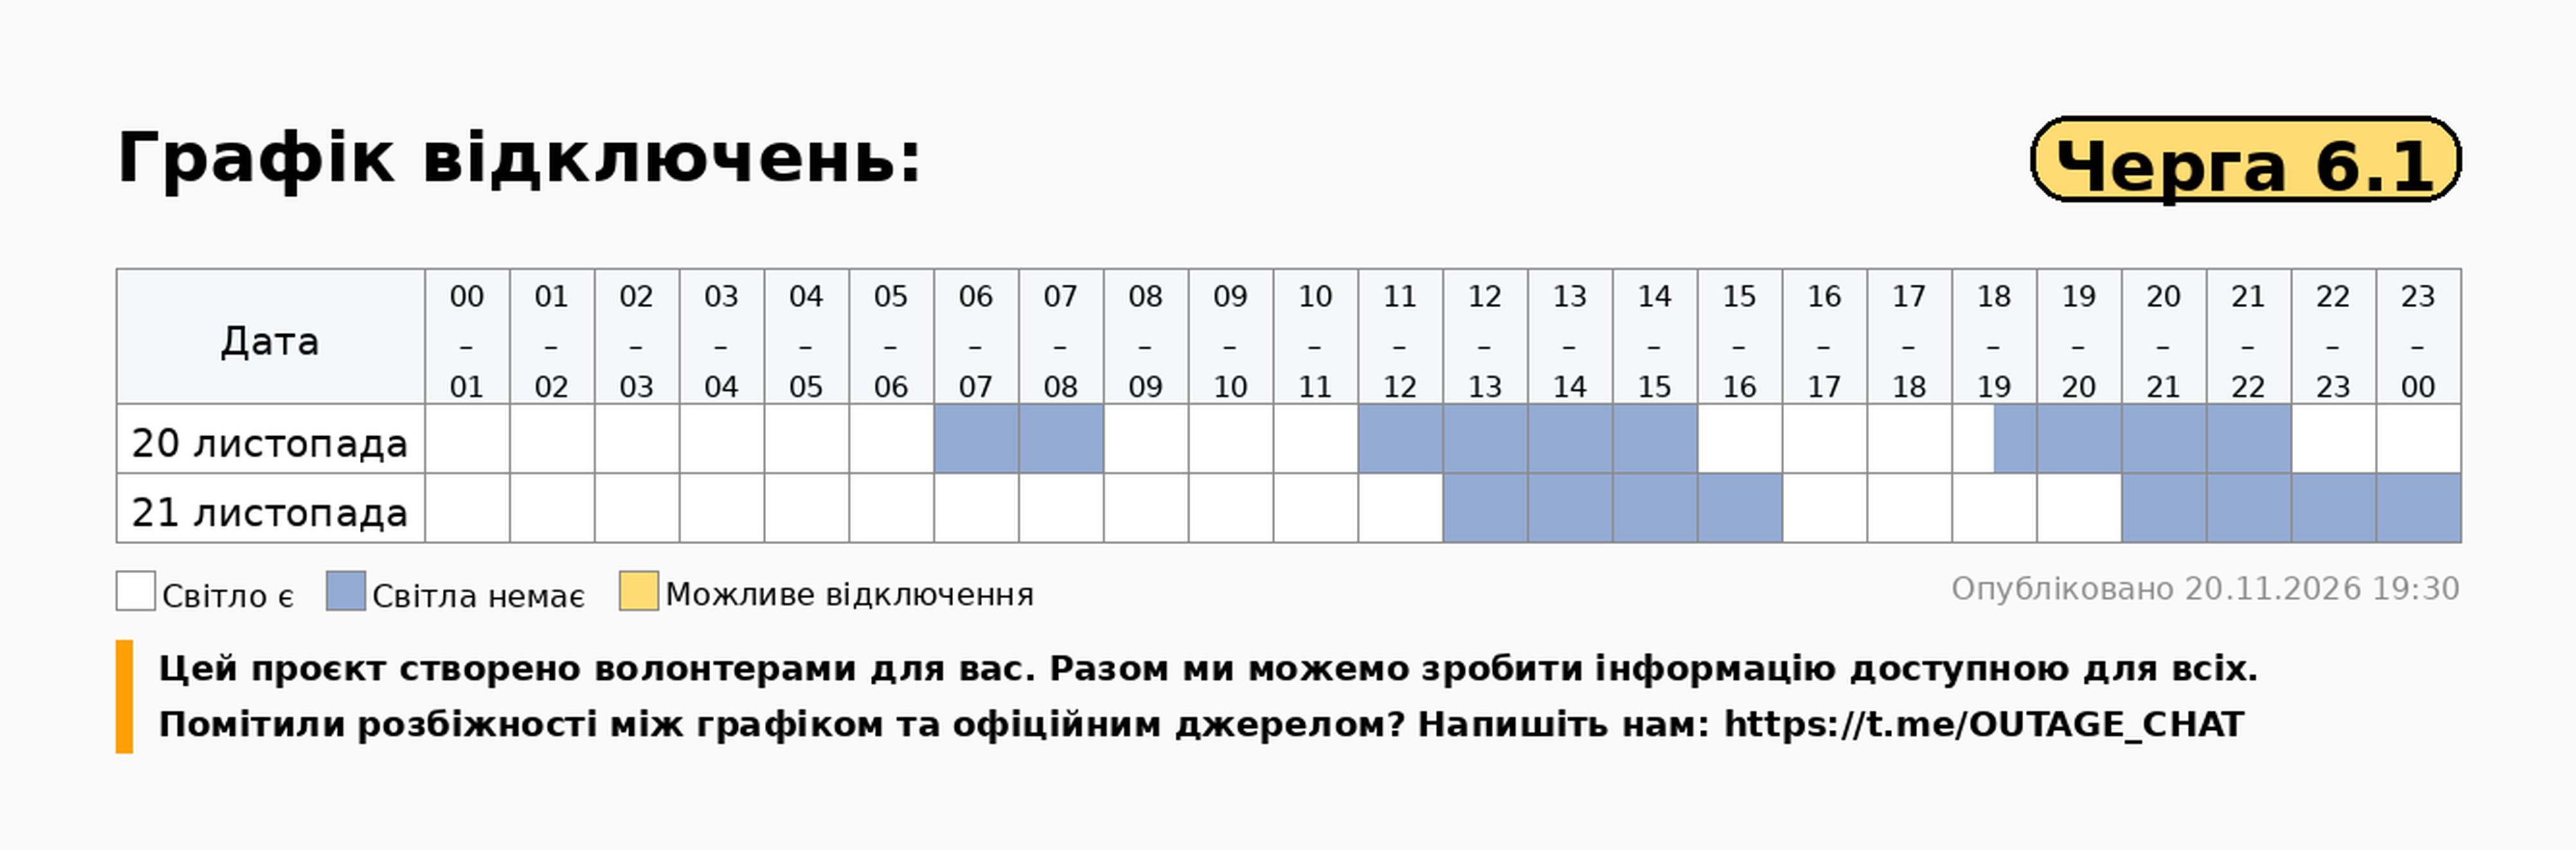 Графік відключень:
Черга 6.1
Дата 00 – 01 01 – 02 02 – 03 03 – 04 04 – 05 05 – 06 06 – 07 07 – 08 08 – 09 09 – 10 10 – 11 11 – 12 12 – 13 13 – 14 14 – 15 15 – 16 16 – 17 17 – 18 18 – 19 19 – 20 20 – 21 21 – 22 22 – 23 23 – 00
20 листопада
21 листопада
Світло є Світла немає Можливе відключення
Опубліковано 20.11.2026 19:30
Цей проєкт створено волонтерами для вас. Разом ми можемо зробити інформацію доступною для всіх.
Помітили розбіжності між графіком та офіційним джерелом? Напишіть нам: https://t.me/OUTAGE_CHAT